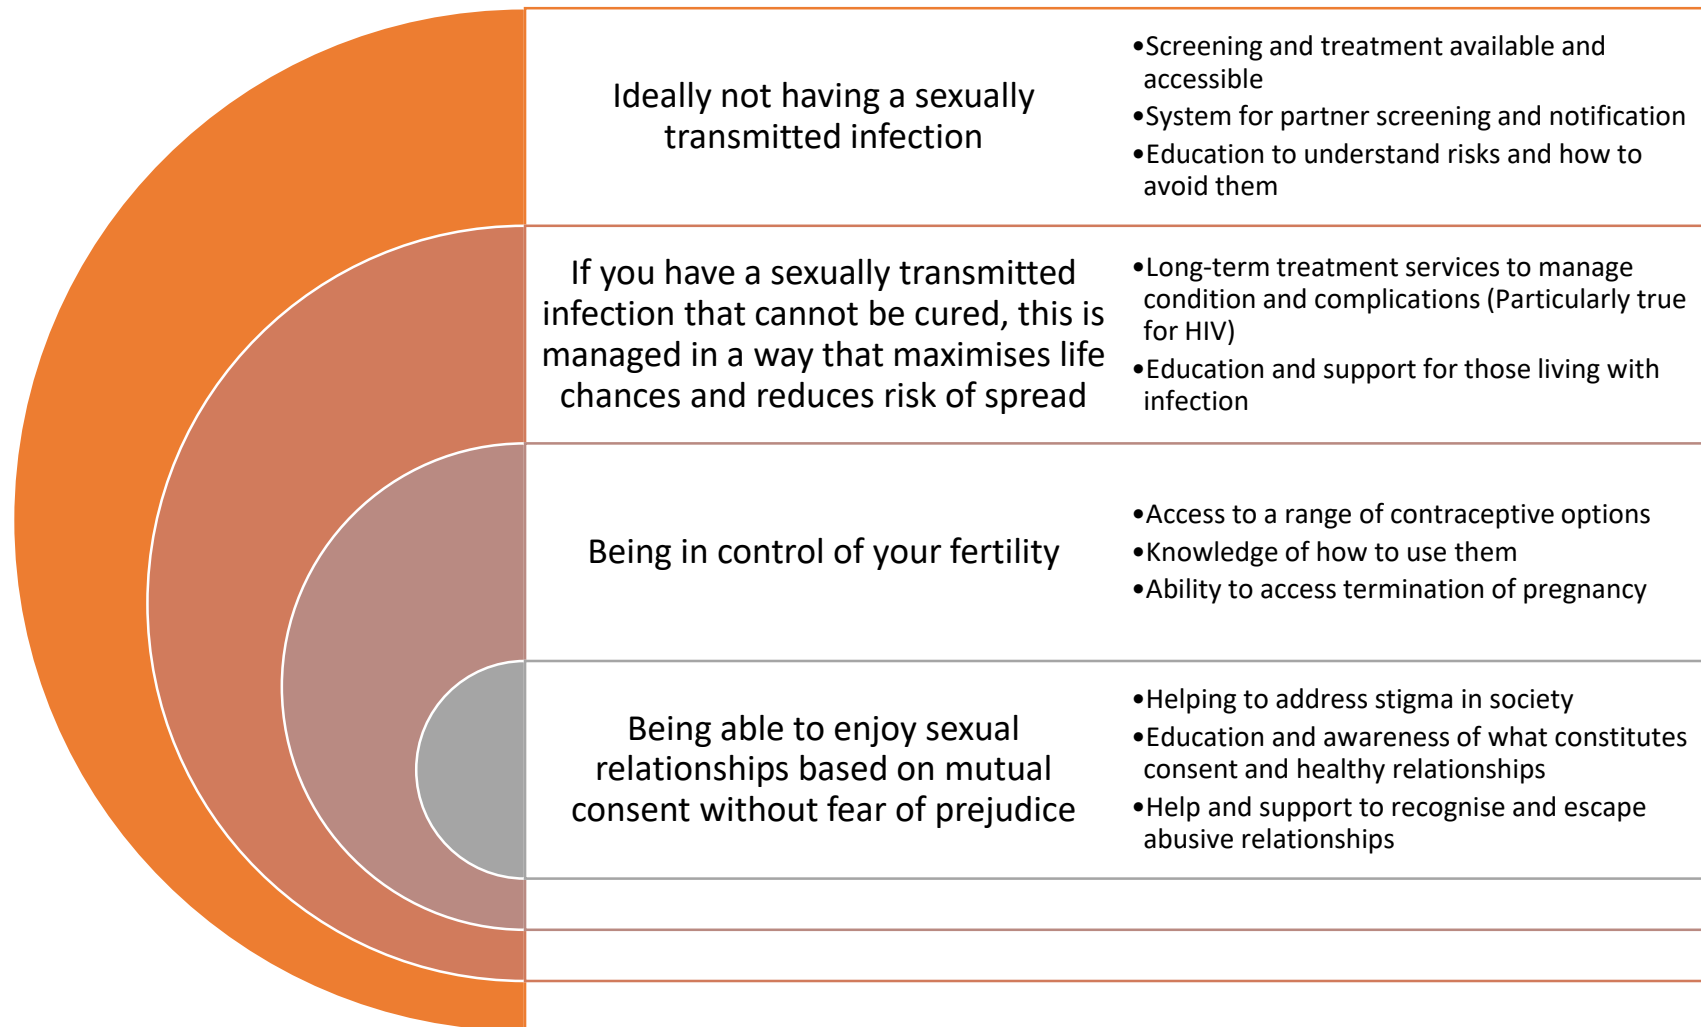 Ideally not having a sexually
transmitted infection
•Screening and treatment available and
accessible
•System for partner screening and notification
•Education to understand risks and how to
avoid them
If you have a sexually transmitted
infection that cannot be cured, this is
managed in a way that maximises life
chances and reduces risk of spread
•Long-term treatment services to manage
condition and complications (Particularly true
for HIV)
•Education and support for those living with
infection
Being in control of your fertility
•Access to a range of contraceptive options
•Knowledge of how to use them
•Ability to access termination of pregnancy
Being able to enjoy sexual
relationships based on mutual
consent without fear of prejudice
•Helping to address stigma in society
•Education and awareness of what constitutes
consent and healthy relationships
•Help and support to recognise and escape
abusive relationships